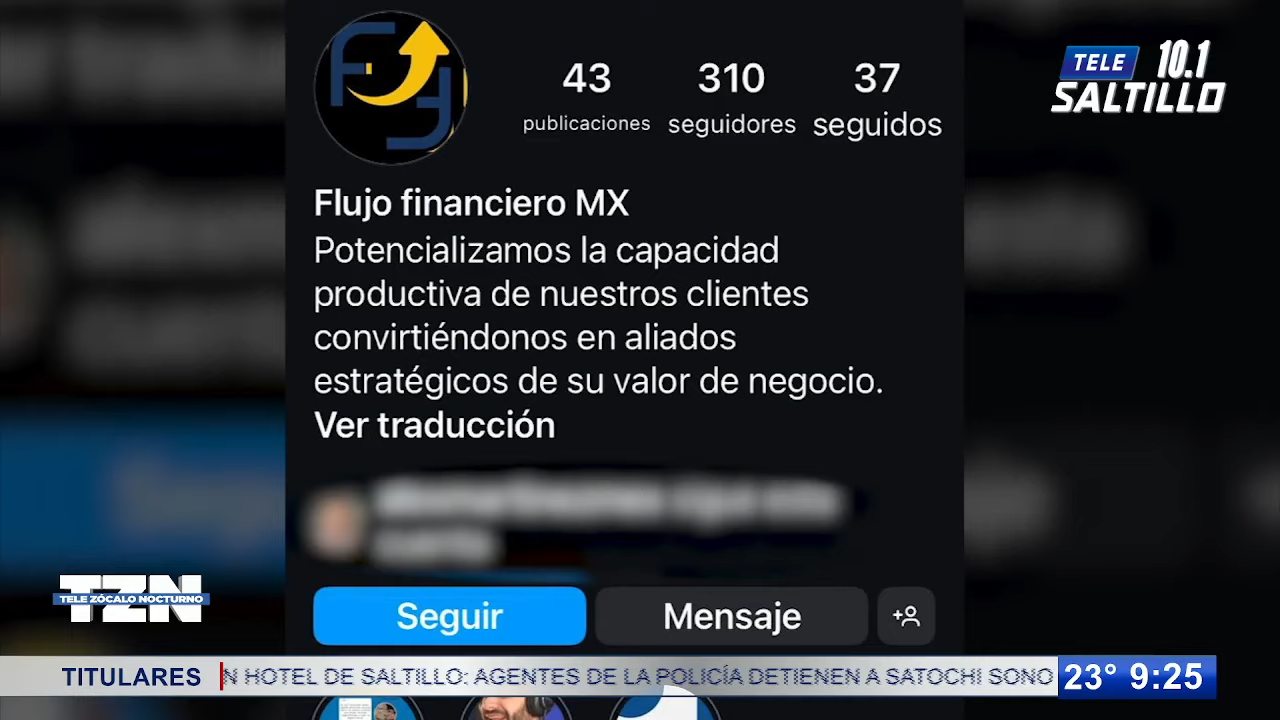 43
310
37
publicaciones
seguidores
seguidos
TELE 10.1
SALTILLO
Flujo financiero MX
Potencializamos la capacidad
productiva de nuestros clientes
convirtiéndonos en aliados
estratégicos de su valor de negocio.
Ver traducción
Seguir
Mensaje
TZN
TELE ZÓCALO NOCTURNO
TITULARES
N HOTEL DE SALTILLO: AGENTES DE LA POLICÍA DETIENEN A SATOCHI SONO
23° 9:25